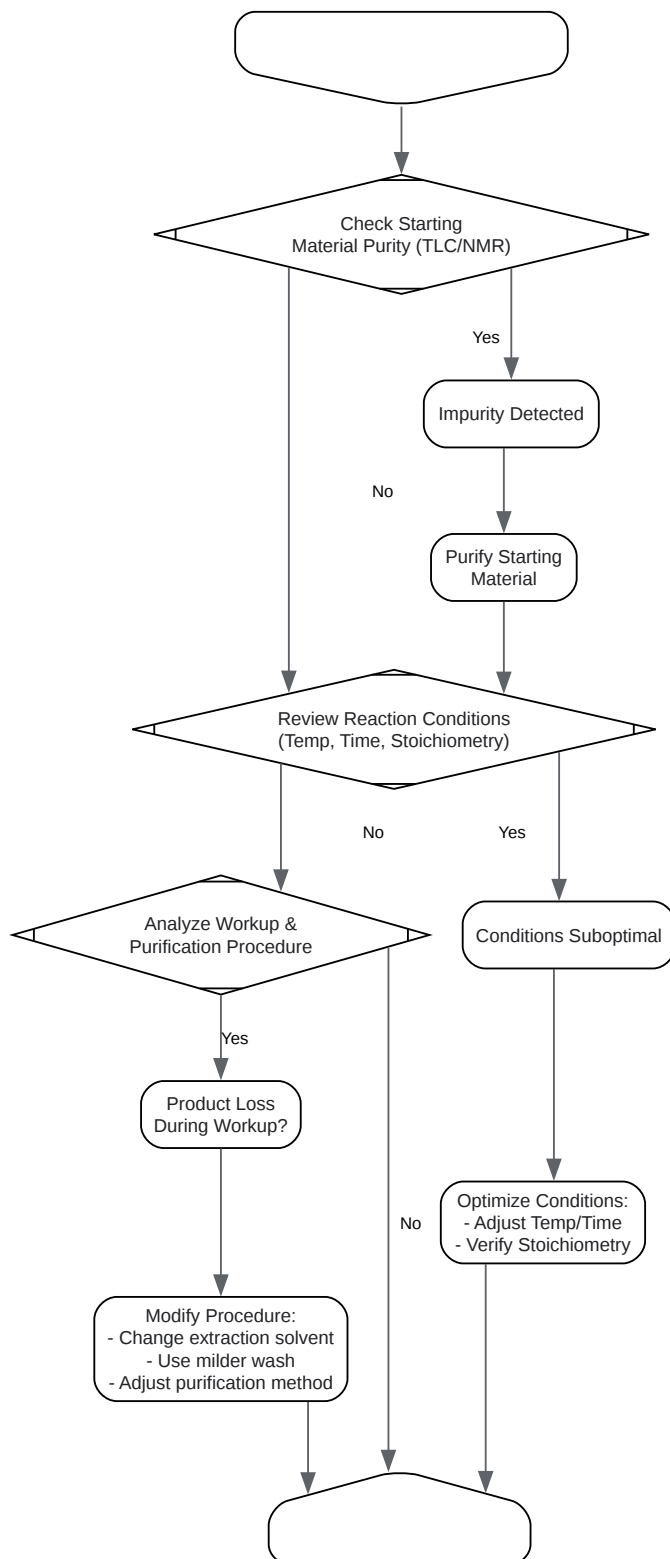 Check Starting
Material Purity (TLC/NMR)
Yes
Impurity Detected
No
Purify Starting
Material
Review Reaction Conditions
(Temp, Time, Stoichiometry)
No
Yes
Analyze Workup &
Purification Procedure
Conditions Suboptimal
Yes
Product Loss
During Workup?
No
Optimize Conditions:
- Adjust Temp/Time
- Verify Stoichiometry
Modify Procedure:
- Change extraction solvent
- Use milder wash
- Adjust purification method